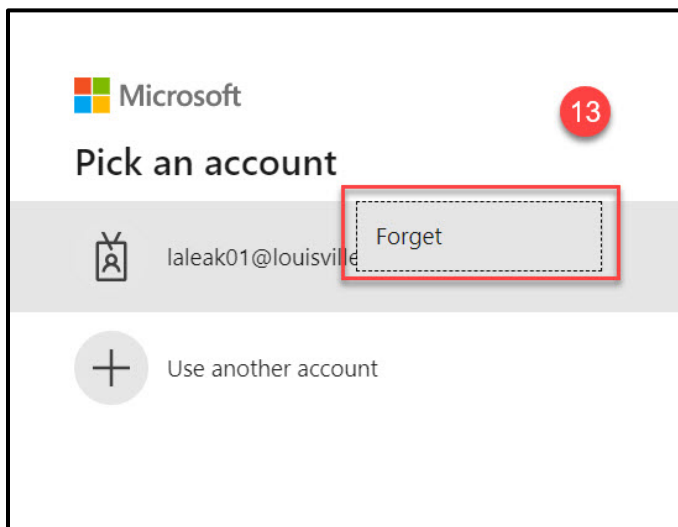 Microsoft
13
Pick an account
Forget
laleak01@louisville
Use another account